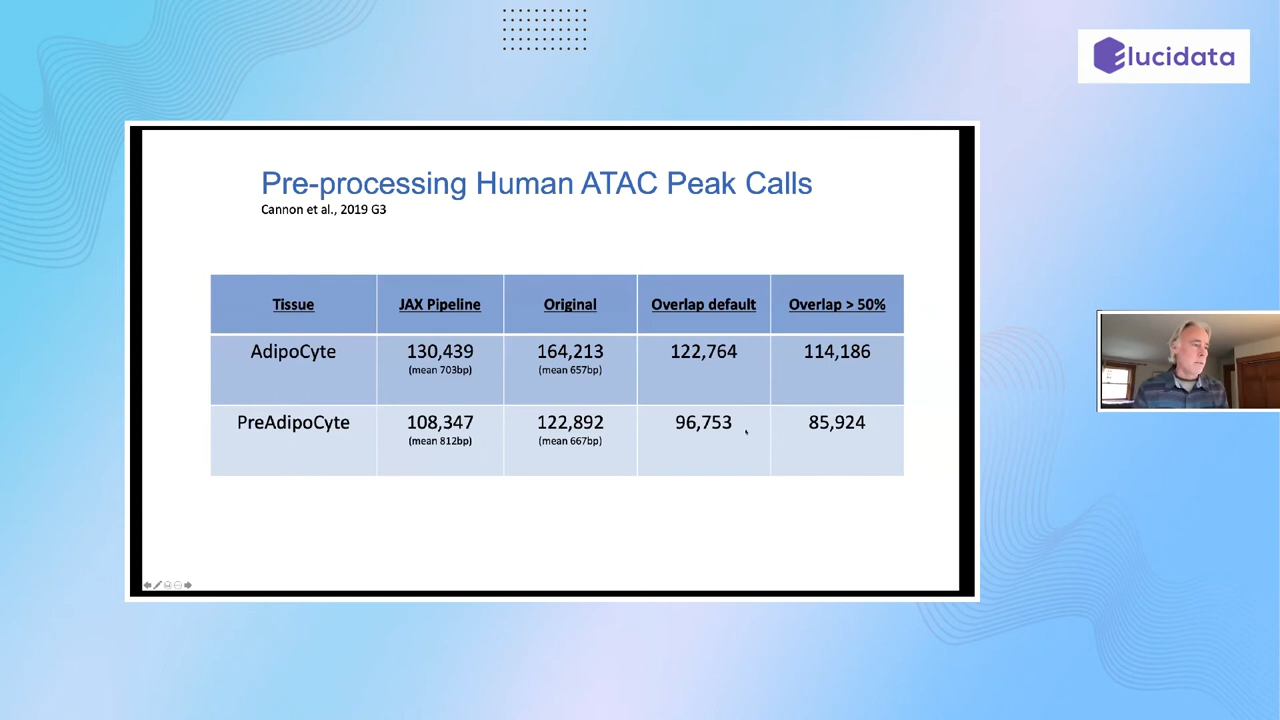 Elucidata
Pre-processing Human ATAC Peak Calls
Cannon et al., 2019 G3
Tissue JAX Pipeline Original Overlap default Overlap > 50%
AdipoCyte 130,439 164,213 122,764 114,186
(mean 703bp) (mean 657bp)
PreAdipoCyte 108,347 122,892 96,753 85,924
(mean 812bp) (mean 667bp)